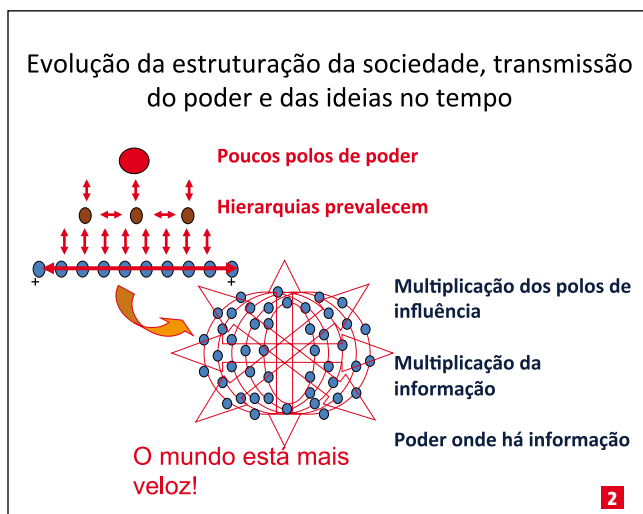 Evolução da estruturação da sociedade, transmissão
do poder e das ideias no tempo
Poucos polos de poder
Hierarquias prevalecem
+ +
Multiplicação dos polos de
influência
Multiplicação da
informação
Poder onde há informação
O mundo está mais
veloz!
2